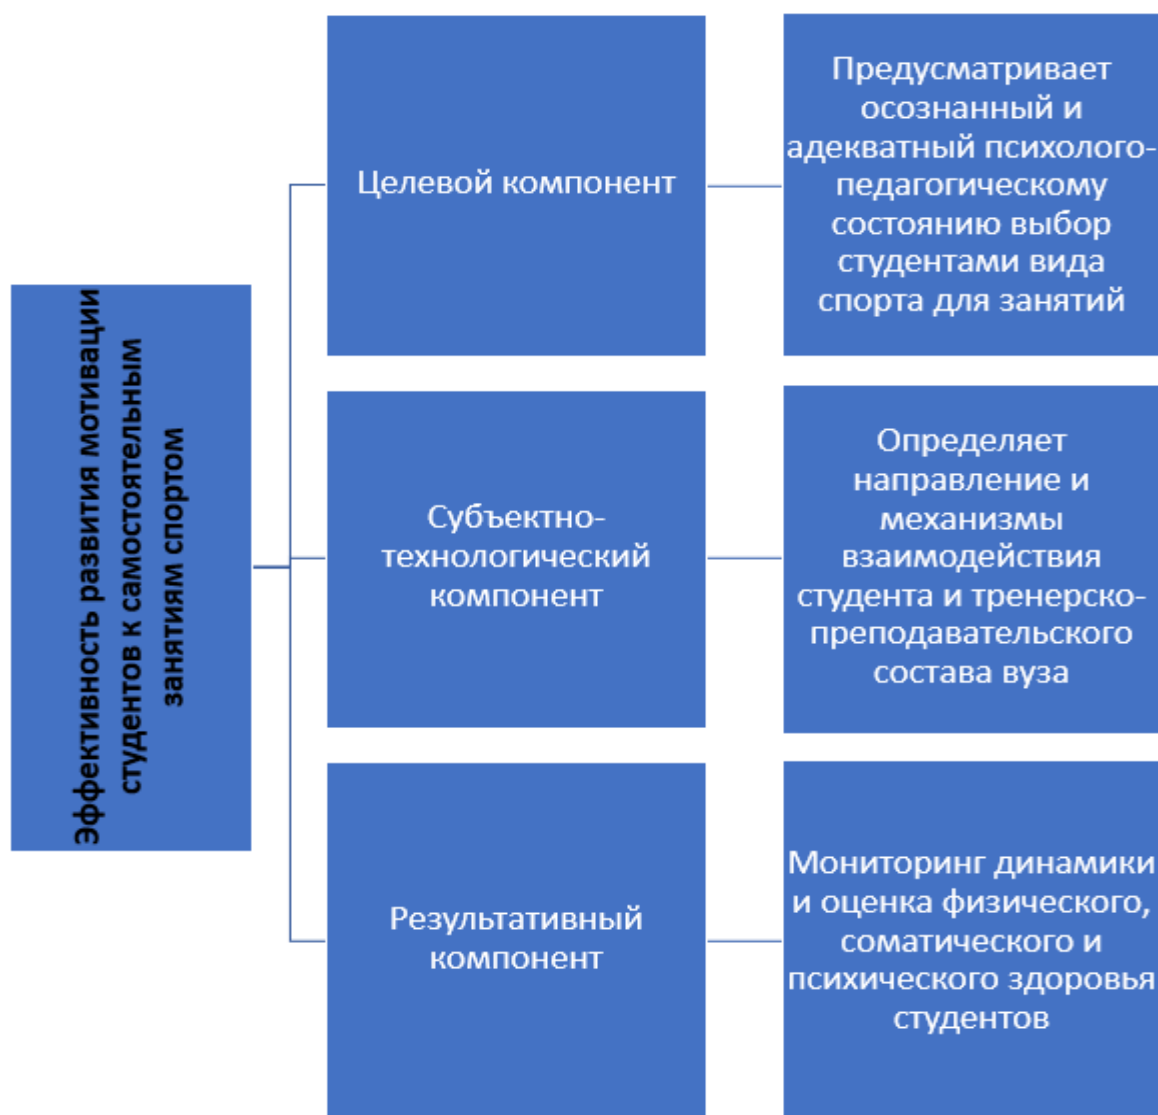 Эффективность развития мотивации
студентов к самостоятельным
занятиям спортом
Целевой компонент
Предусматривает
осознанный и
адекватный психолого-
педагогическому
состоянию выбор
студентами вида
спорта для занятий
Субъектно-
технологический
компонент
Определяет
направление и
механизмы
взаимодействия
студента и тренерско-
преподавательского
состава вуза
Результативный
компонент
Мониторинг динамики
и оценка физического,
соматического и
психического здоровья
студентов